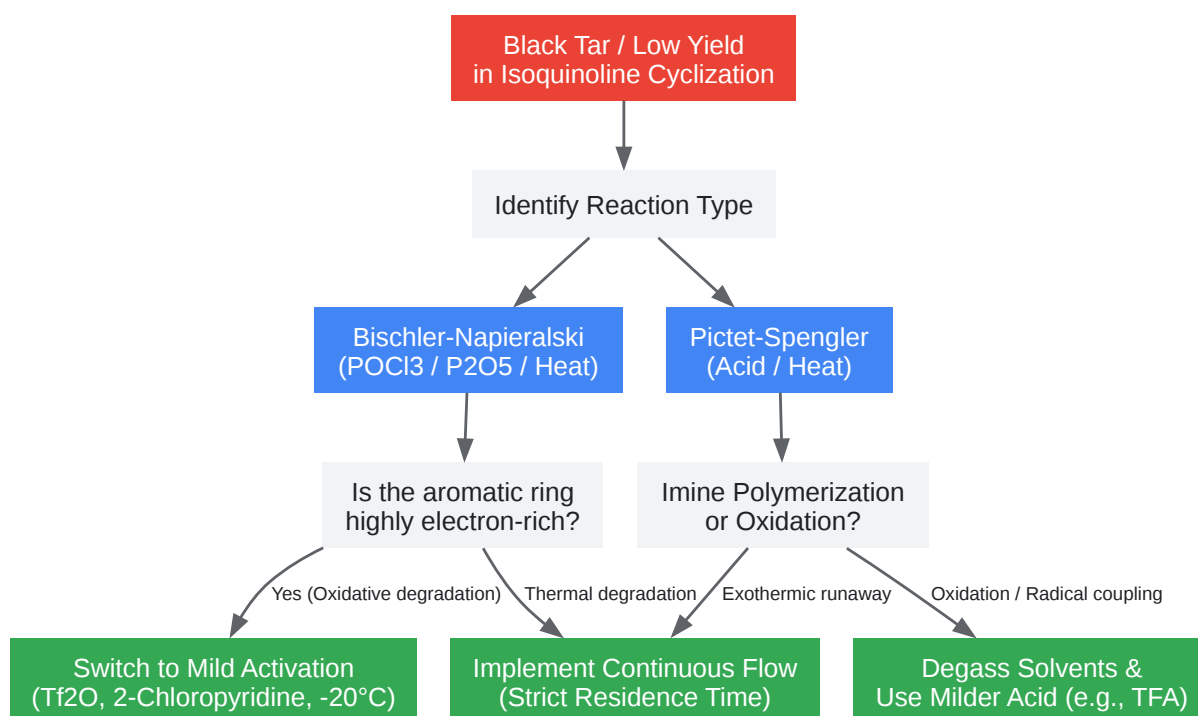 Black Tar / Low Yield
in Isoquinoline Cyclization
Identify Reaction Type
Bischler-Napieralski
(POCl3 / P2O5 / Heat)
Pictet-Spengler
(Acid / Heat)
Is the aromatic ring
highly electron-rich?
Imine Polymerization
or Oxidation?
Yes (Oxidative degradation)
Thermal degradation
Exothermic runaway
Oxidation / Radical coupling
Switch to Mild Activation
(Tf2O, 2-Chloropyridine, -20°C)
Implement Continuous Flow
(Strict Residence Time)
Degass Solvents &
Use Milder Acid (e.g., TFA)